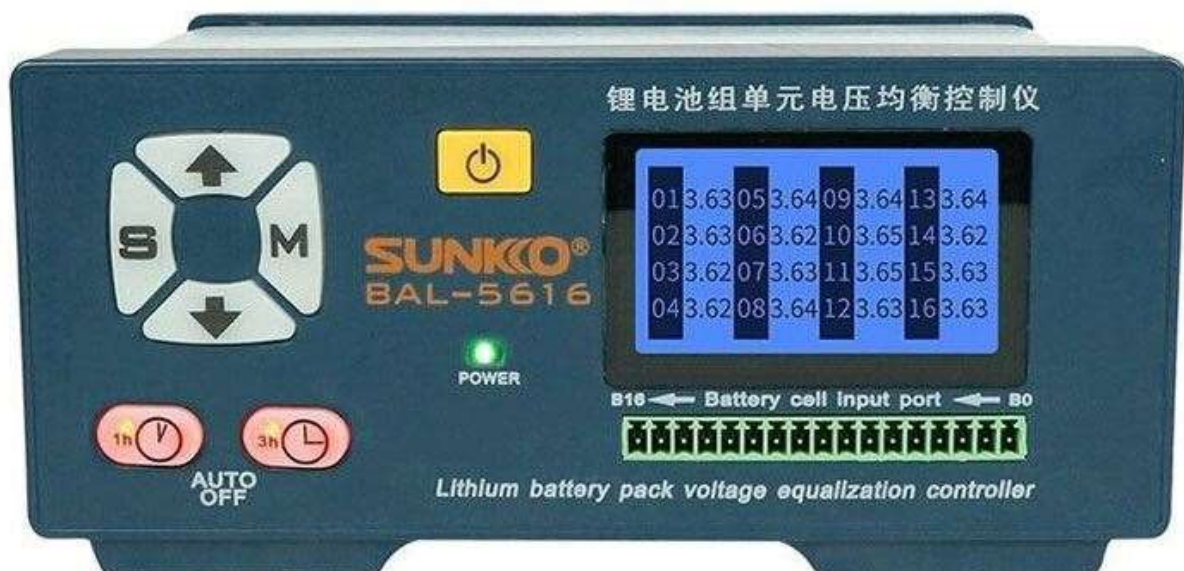 锂电池组单元电压均衡控制仪
S M
SUNKKO®
BAL-5616
POWER
01 3.63 05 3.64 09 3.64 13 3.64
02 3.63 06 3.62 10 3.65 14 3.62
03 3.62 07 3.63 11 3.65 15 3.63
04 3.62 08 3.64 12 3.63 16 3.63
B16 Battery cell input port B0
1h 3h
AUTO
OFF
Lithium battery pack voltage equalization controller